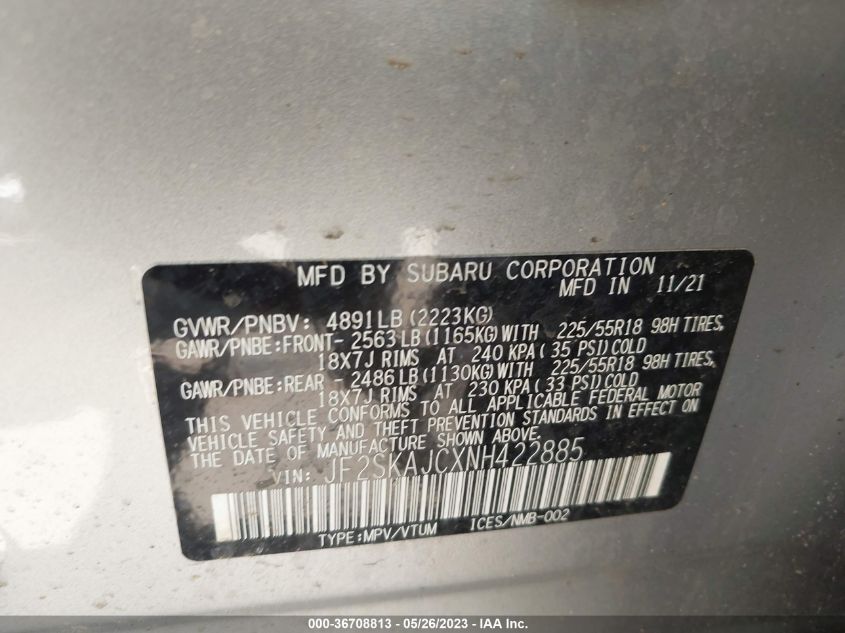 MFD BY SUBARU CORPORATION
MFD IN 11/21
GVWR/PNBV: 4891LB(2223KG)
GAWR/PNBE:FRONT- 2563LB(1165KG)WITH 225/55R18 98H TIRES,
18X7J RIMS AT 240 KPA( 35 PSI)COLD
GAWR/PNBE:REAR 2486LB(1130KG)WITH 225/55R18 98H TIRES,
18X7J RIMS AT 230 KPA( 33 PSI)COLD
THIS VEHICLE CONFORMS TO ALL APPLICABLE FEDERAL MOTOR
VEHICLE SAFETY AND THEFT PREVENTION STANDARDS IN EFFECT ON
THE DATE OF MANUFACTURE SHOWN ABOVE.
VIN: JF2SKAJCXNH422885
TYPE:MPV/VTUM ICES/NMB-002
000-36708813 - 05/26/2023 - Copyright © 2023 IAA, Inc.